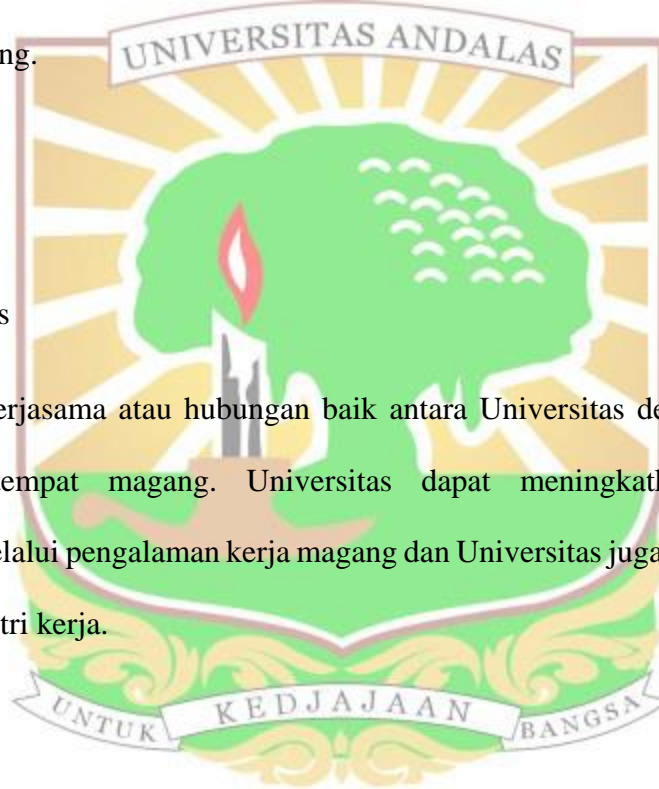 ng.
UNIVERSITAS ANDALAS
s
erjasama atau hubungan baik antara Universitas de
empat magang. Universitas dapat meningkatk
elalui pengalaman kerja magang dan Universitas juga
tri kerja.
UNTUK KEDJAJAAN BANGSA